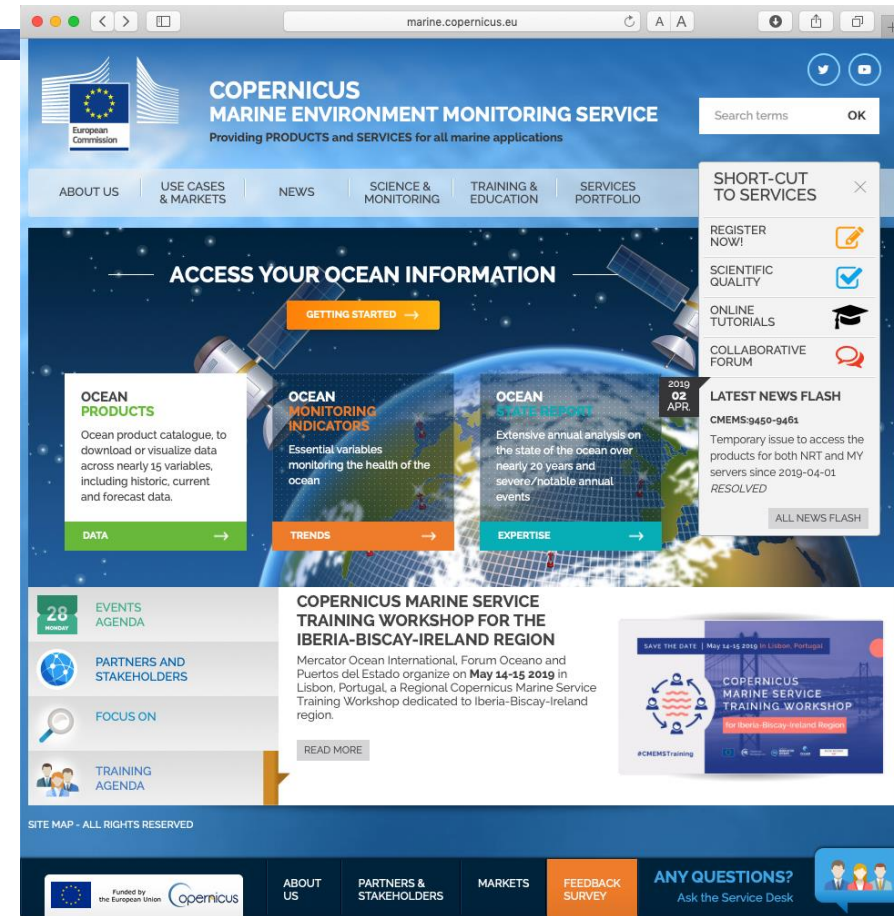 marine.copernicus.eu
A A
European
Commission
COPERNICUS
MARINE ENVIRONMENT MONITORING SERVICE
Providing PRODUCTS and SERVICES for all marine applications
Search terms OK
ABOUT US
USE CASES
& MARKETS
NEWS
SCIENCE &
MONITORING
TRAINING &
EDUCATION
SERVICES
PORTFOLIO
SHORT-CUT
TO SERVICES
REGISTER
NOW!
SCIENTIFIC
QUALITY
ONLINE
TUTORIALS
COLLABORATIVE
FORUM
2019
02
APR.
LATEST NEWS FLASH
CMEMS:9450-9461
Temporary issue to access the
products for both NRT and MY
servers since 2019-04-01
RESOLVED
ALL NEWS FLASH
ACCESS YOUR OCEAN INFORMATION
GETTING STARTED →
OCEAN
PRODUCTS
Ocean product catalogue, to
download or visualize data
across nearly 15 variables,
including historic, current
and forecast data.
DATA →
OCEAN
MONITORING
INDICATORS
Essential variables
monitoring the health of the
ocean
TRENDS →
OCEAN
STATE REPORT
Extensive annual analysis on
the state of the ocean over
nearly 20 years and
severe/notable annual
events
EXPERTISE →
28
MONDAY
EVENTS
AGENDA
PARTNERS AND
STAKEHOLDERS
FOCUS ON
TRAINING
AGENDA
COPERNICUS MARINE SERVICE
TRAINING WORKSHOP FOR THE
IBERIA-BISCAY-IRELAND REGION
Mercator Ocean International, Forum Oceano and
Puertos del Estado organize on May 14-15 2019 in
Lisbon, Portugal, a Regional Copernicus Marine Service
Training Workshop dedicated to Iberia-Biscay-Ireland
region.
READ MORE
SAVE THE DATE | May 14-15 2019 in Lisbon, Portugal
COPERNICUS
MARINE SERVICE
TRAINING WORKSHOP
for Iberia-Biscay-Ireland Region
#CMEMSTraining
SITE MAP - ALL RIGHTS RESERVED
Funded by
the European Union
opernicus
ABOUT
US
PARTNERS &
STAKEHOLDERS
MARKETS
FEEDBACK
SURVEY
ANY QUESTIONS?
Ask the Service Desk